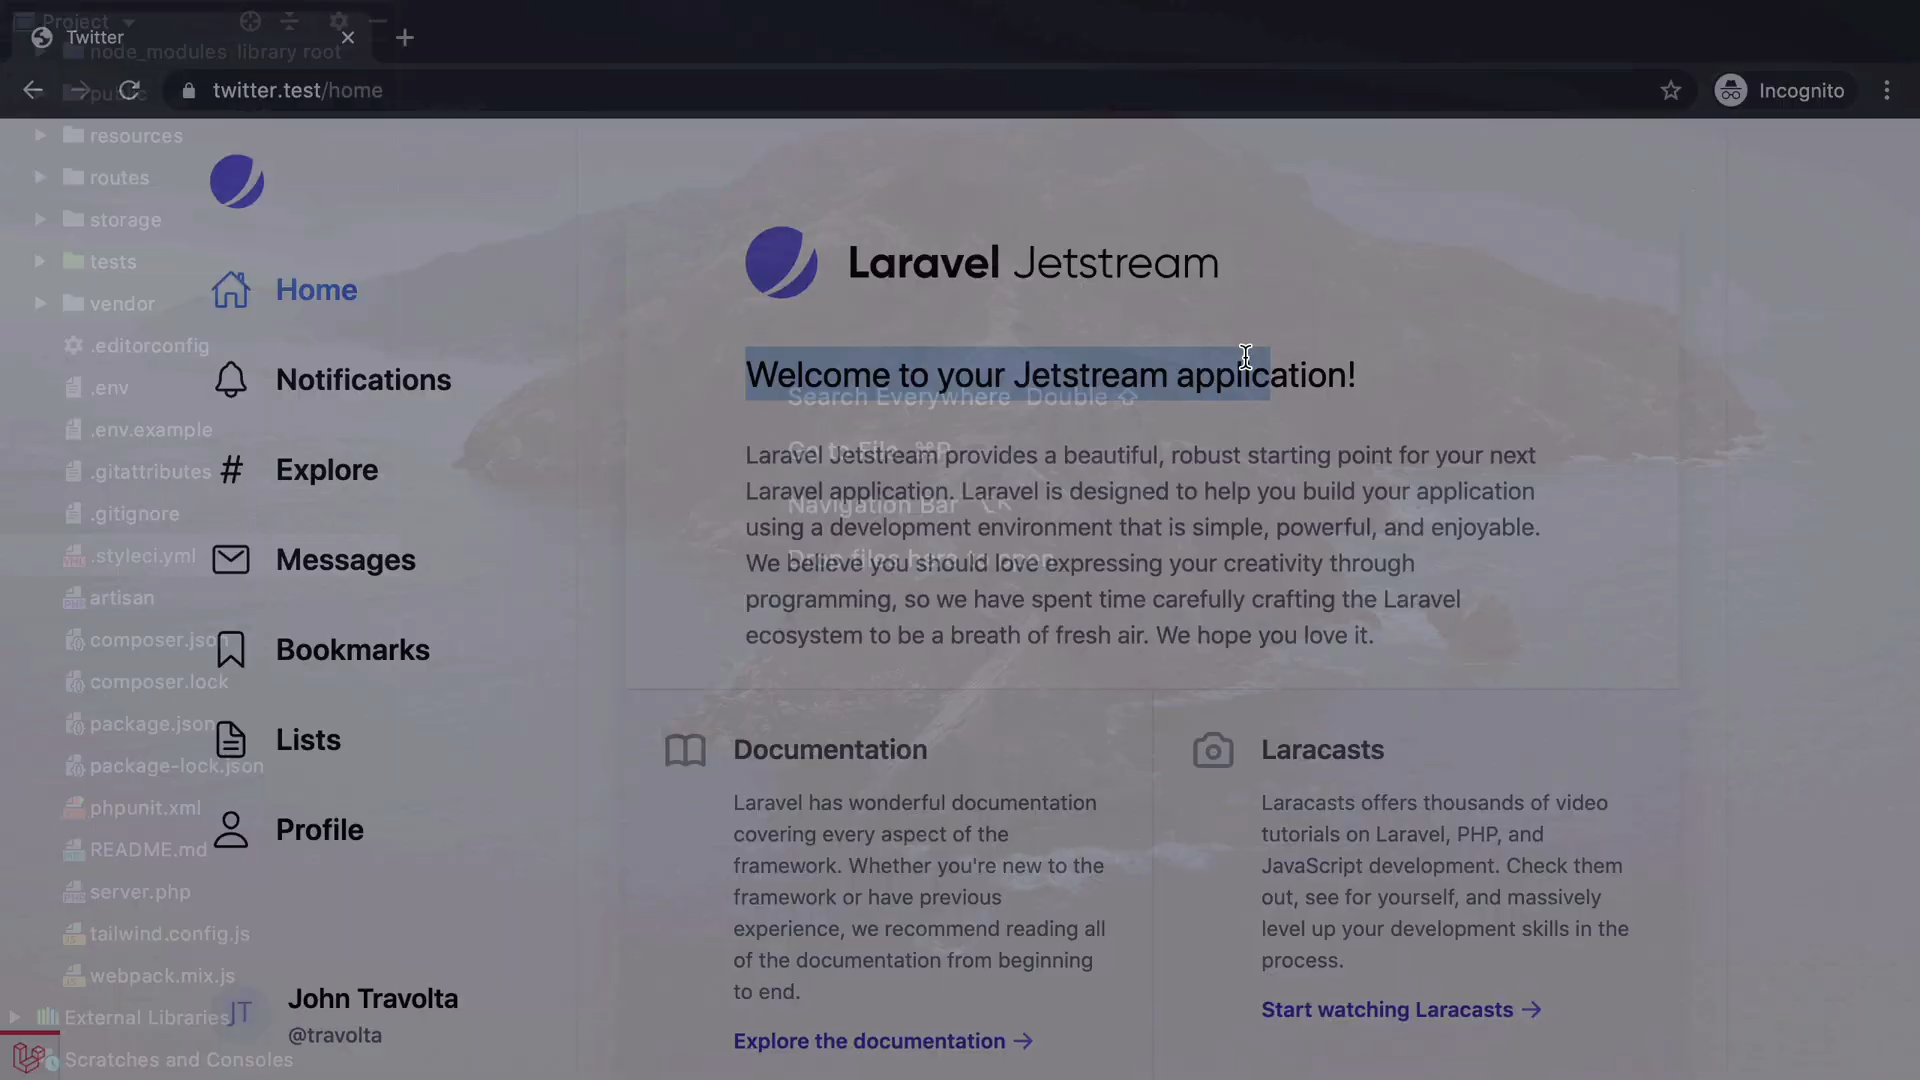 Project
Twitter
node_modules library root
twitter.test/home
Incognito
public
resources
routes
storage
tests
vendor
.editorconfig
.env
.env.example
.gitattributes
.gitignore
.styleci.yml
artisan
composer.json
composer.lock
package.json
package-lock.json
phpunit.xml
README.md
server.php
tailwind.config.js
webpack.mix.js
External Libraries
Scratches and Consoles
Home
Notifications
# Explore
Messages
Bookmarks
Lists
Profile
JT
John Travolta
@travolta
Laravel Jetstream
Welcome to your Jetstream application!
Search Everywhere Double ⇧
Go to File ⌘P
Navigation Bar
Drop files here to open
Laravel Jetstream provides a beautiful, robust starting point for your next
Laravel application. Laravel is designed to help you build your application
using a development environment that is simple, powerful, and enjoyable.
We believe you should love expressing your creativity through
programming, so we have spent time carefully crafting the Laravel
ecosystem to be a breath of fresh air. We hope you love it.
Documentation
Laravel has wonderful documentation
covering every aspect of the
framework. Whether you're new to the
framework or have previous
experience, we recommend reading all
of the documentation from beginning
to end.
Explore the documentation →
Laracasts
Laracasts offers thousands of video
tutorials on Laravel, PHP, and
JavaScript development. Check them
out, see for yourself, and massively
level up your development skills in the
process.
Start watching Laracasts →